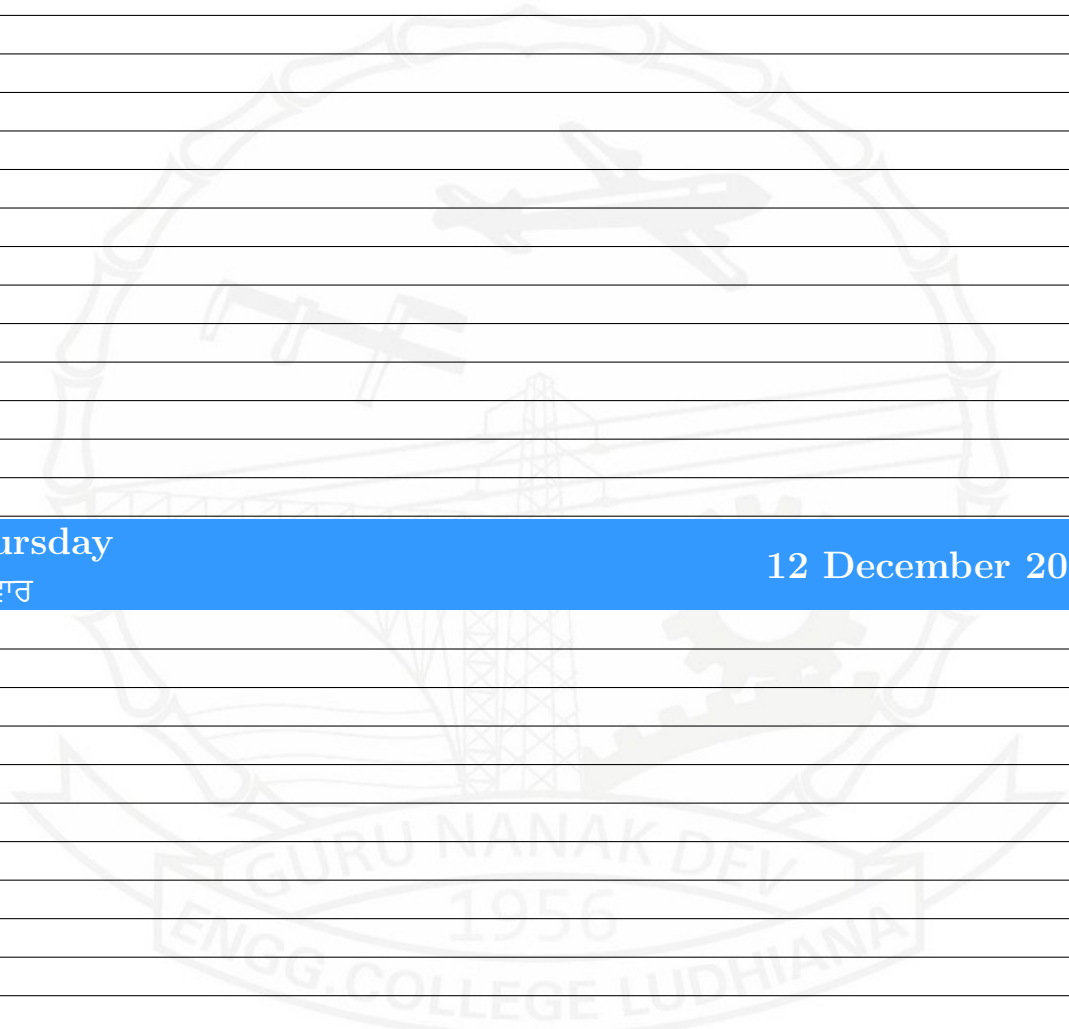 ursday
12 December 20
ਵਾਰ
GURU NANAK DEV
1956
ENGG. COLLEGE LUDHIANA